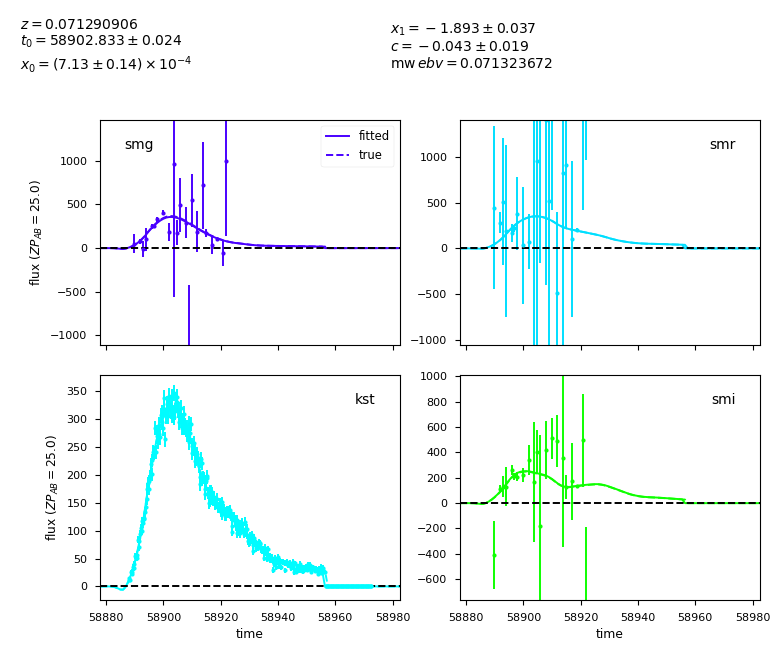 z = 0.071290906
t₀ = 58902.833 ± 0.024
x₀ = (7.13 ± 0.14) × 10⁻⁴
x₁ = −1.893 ± 0.037
c = −0.043 ± 0.019
mw ebv = 0.071323672
smg
fitted
true
1000
500
0
−500
−1000
flux (ZP_AB = 25.0)
smr
1000
500
0
−500
−1000
kst
350
300
250
200
150
100
50
0
flux (ZP_AB = 25.0)
58880 58900 58920 58940 58960 58980
time
smi
1000
800
600
400
200
0
−200
−400
−600
58880 58900 58920 58940 58960 58980
time